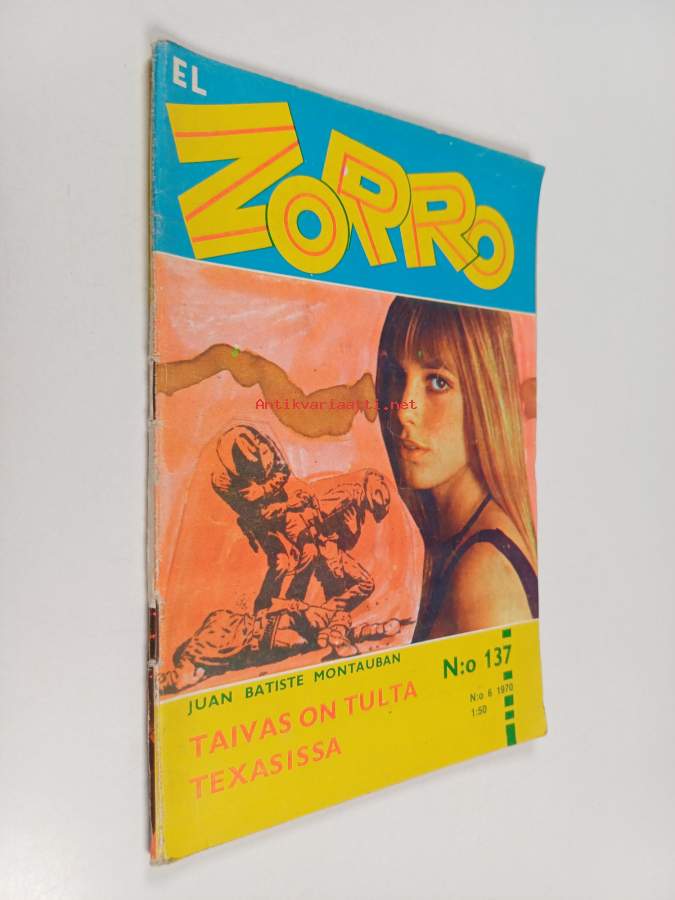 EL
ZORRO
Antikvariaatti.net
JUAN BATISTE MONTAUBAN
N:o 137
TAIVAS ON TULTA
N:o 6 1970
TEXASISSA
1:50